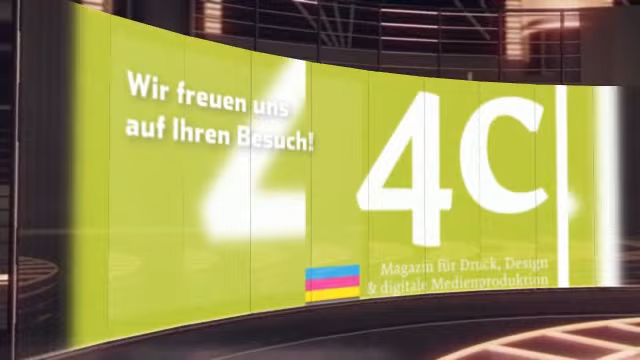 Wir freuen uns
auf Ihren Besuch!
4c
Magazin für Druck, Design
& digitale Medienproduktion